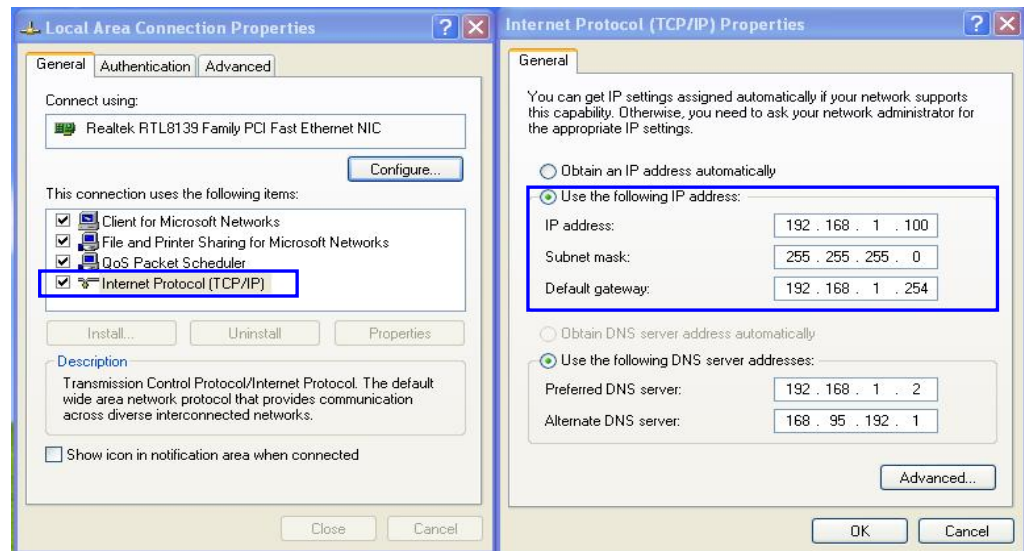 Local Area Connection Properties
General Authentication Advanced
Connect using:
Realtek RTL8139 Family PCI Fast Ethernet NIC
Configure...
This connection uses the following items:
Client for Microsoft Networks
File and Printer Sharing for Microsoft Networks
QoS Packet Scheduler
Internet Protocol (TCP/IP)
Install... Uninstall Properties
Description
Transmission Control Protocol/Internet Protocol. The default
wide area network protocol that provides communication
across diverse interconnected networks.
Show icon in notification area when connected
Close Cancel
Internet Protocol (TCP/IP) Properties
General
You can get IP settings assigned automatically if your network supports
this capability. Otherwise, you need to ask your network administrator for
the appropriate IP settings.
Obtain an IP address automatically
Use the following IP address:
IP address: 192 . 168 . 1 . 100
Subnet mask: 255 . 255 . 255 . 0
Default gateway: 192 . 168 . 1 . 254
Obtain DNS server address automatically
Use the following DNS server addresses:
Preferred DNS server: 192 . 168 . 1 . 2
Alternate DNS server: 168 . 95 . 192 . 1
Advanced...
OK Cancel